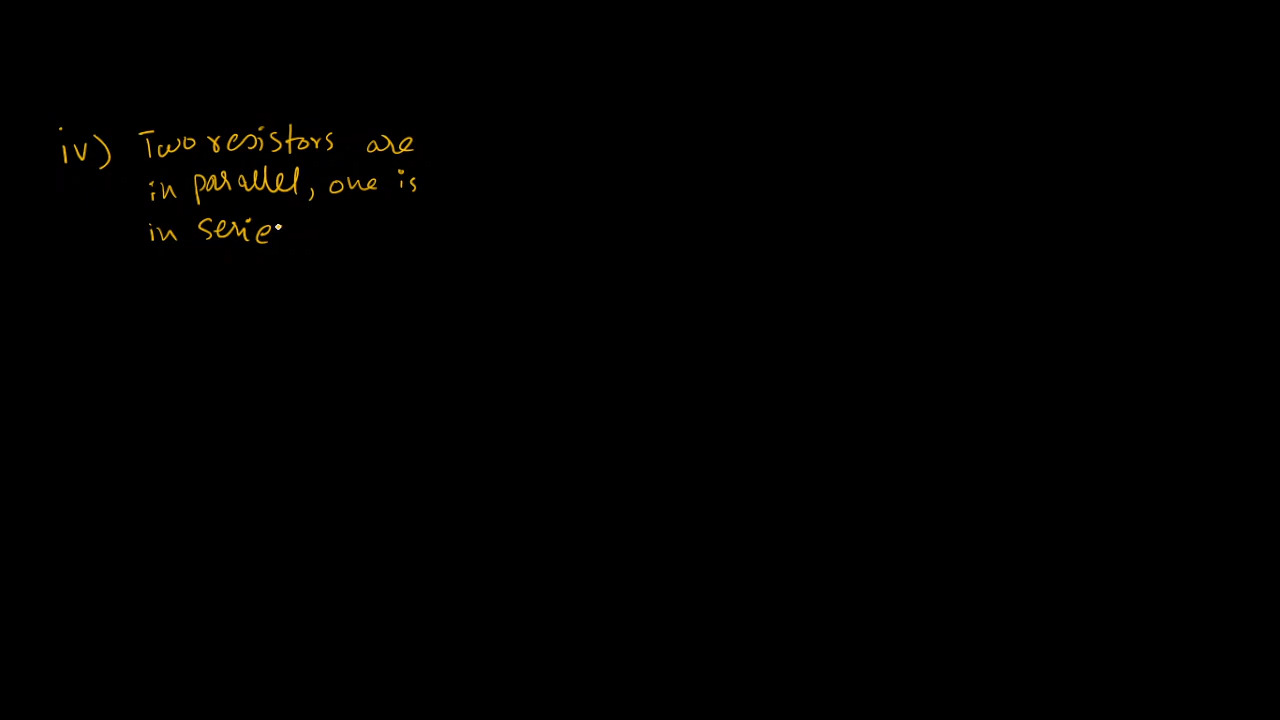 iv) Two resistors are
in parallel, one is
in serie